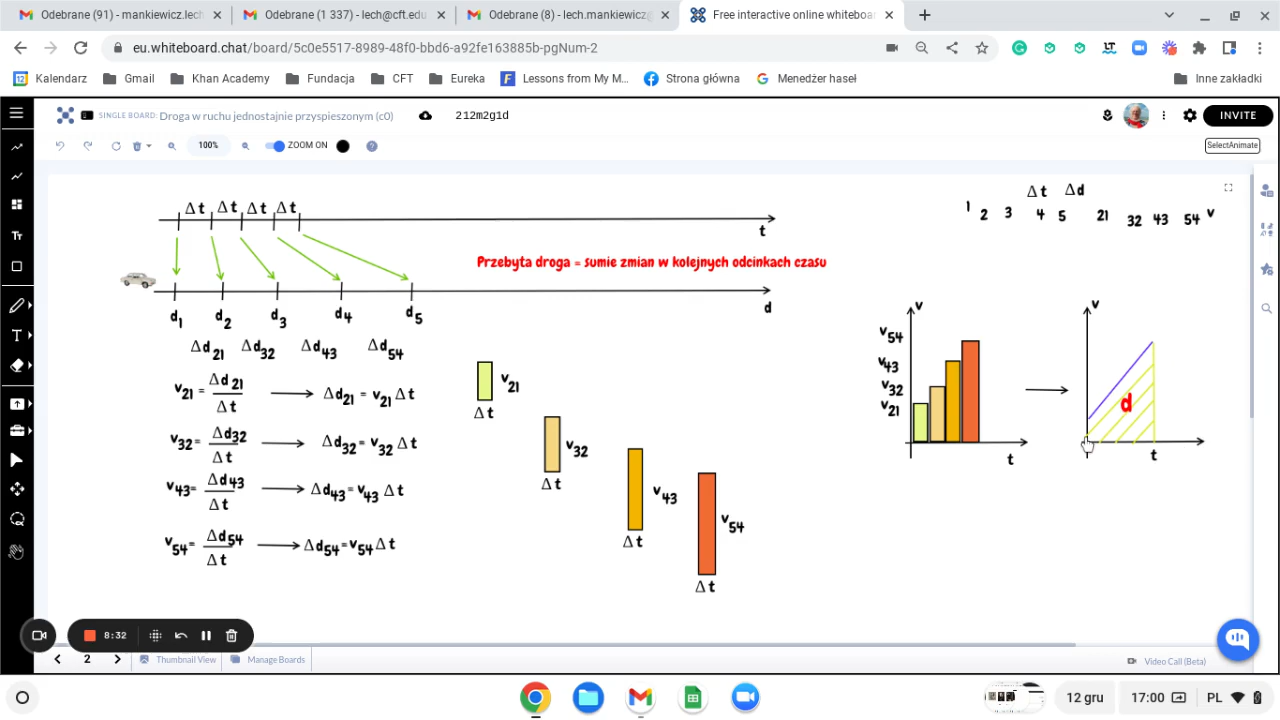 Odebrane (91) - mankiewicz.lech
Odebrane (1 337) - lech@cft.edu
Odebrane (8) - lech.mankiewicz@
Free interactive online whiteboar
eu.whiteboard.chat/board/5c0e5517-8989-48f0-bbd6-a92fe163885b-pgNum-2
Kalendarz
Gmail
Khan Academy
Fundacja
CFT
Eureka
Lessons from My M...
Strona główna
Menedżer haseł
Inne zakładki
SINGLE BOARD: Droga w ruchu jednostajnie przyspieszonym (c0)
212m2g1d
INVITE
100%
ZOOM ON
SelectAnimate
Δt Δt Δt Δt
t
Δt Δd
1 2 3 4 5 21 32 43 54 v
Przebyta droga = sumie zmian w kolejnych odcinkach czasu
d1 d2 d3 d4 d5
d
Δd21 Δd32 Δd43 Δd54
v21 = Δd21 / Δt → Δd21 = v21 Δt
v32 = Δd32 / Δt → Δd32 = v32 Δt
v43 = Δd43 / Δt → Δd43 = v43 Δt
v54 = Δd54 / Δt → Δd54 = v54 Δt
v21
Δt
v32
Δt
v43
Δt
v54
Δt
v
v54
v43
v32
v21
t
v
d
t
8:32
2
Thumbnail View
Manage Boards
Video Call (Beta)
12 gru
17:00
PL